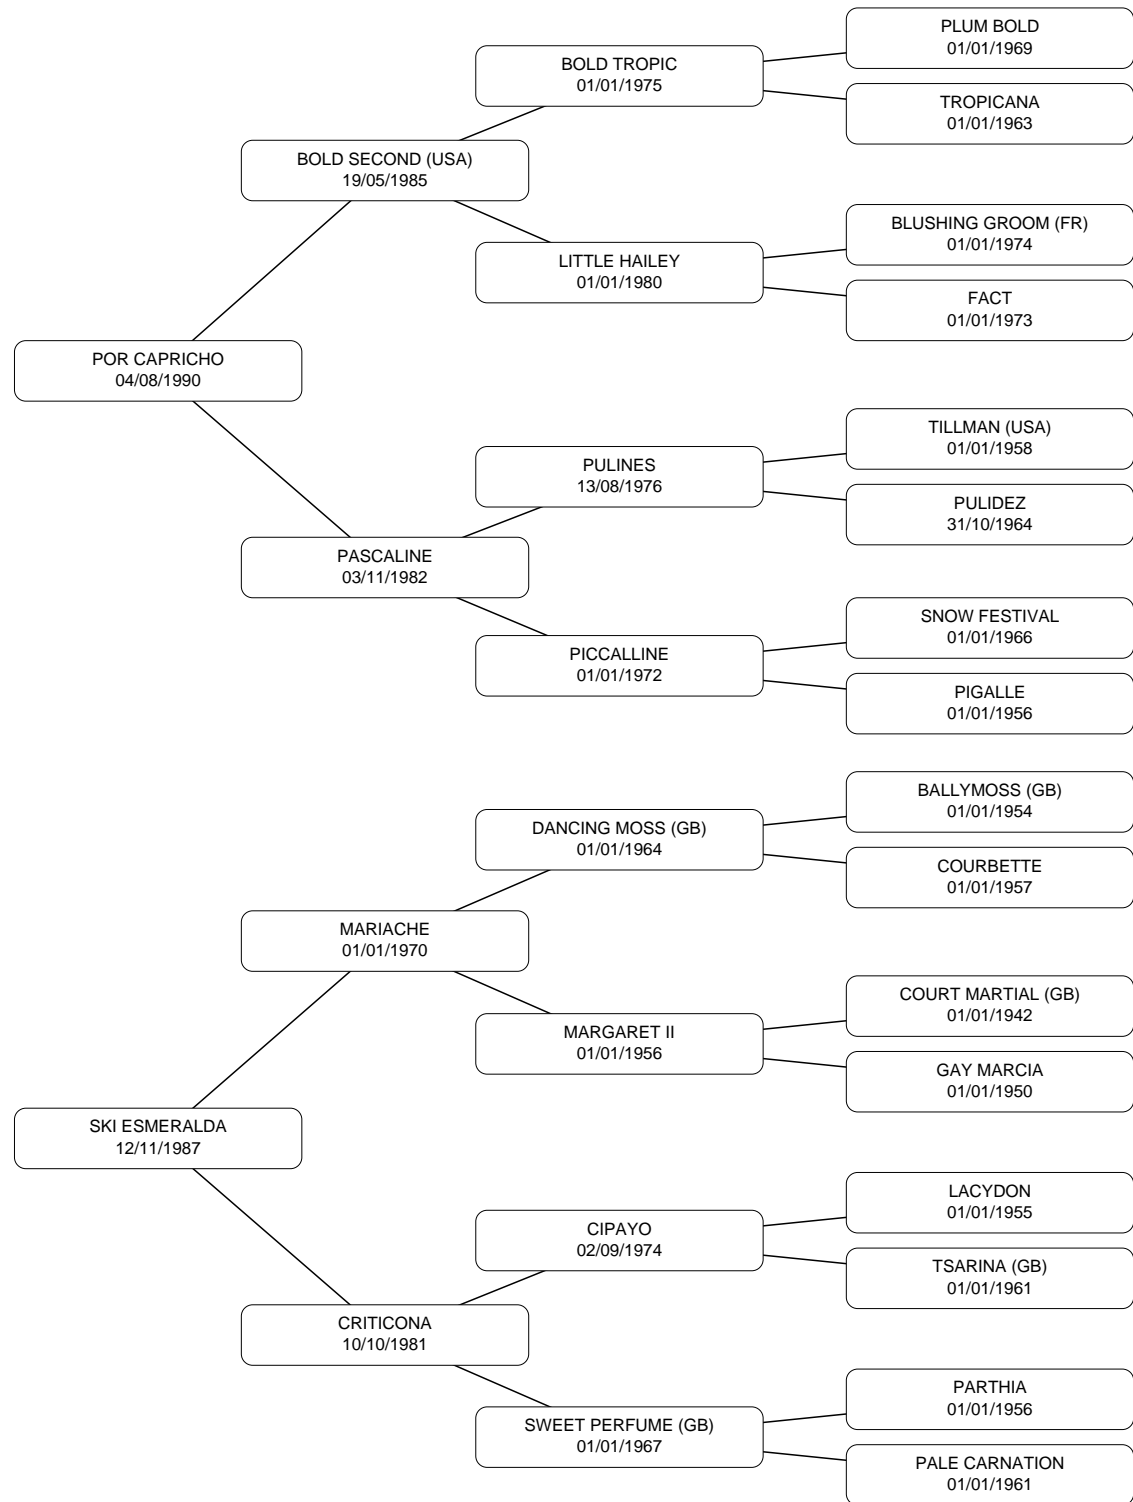 PLUM BOLD
01/01/1969
BOLD TROPIC
01/01/1975
TROPICANA
01/01/1963
BOLD SECOND (USA)
19/05/1985
BLUSHING GROOM (FR)
01/01/1974
LITTLE HAILEY
01/01/1980
FACT
01/01/1973
POR CAPRICHO
04/08/1990
TILLMAN (USA)
01/01/1958
PULINES
13/08/1976
PULIDEZ
31/10/1964
PASCALINE
03/11/1982
SNOW FESTIVAL
01/01/1966
PICCALLINE
01/01/1972
PIGALLE
01/01/1956
BALLYMOSS (GB)
01/01/1954
DANCING MOSS (GB)
01/01/1964
COURBETTE
01/01/1957
MARIACHE
01/01/1970
COURT MARTIAL (GB)
01/01/1942
MARGARET II
01/01/1956
GAY MARCIA
01/01/1950
SKI ESMERALDA
12/11/1987
LACYDON
01/01/1955
CIPAYO
02/09/1974
TSARINA (GB)
01/01/1961
CRITICONA
10/10/1981
PARTHIA
01/01/1956
SWEET PERFUME (GB)
01/01/1967
PALE CARNATION
01/01/1961